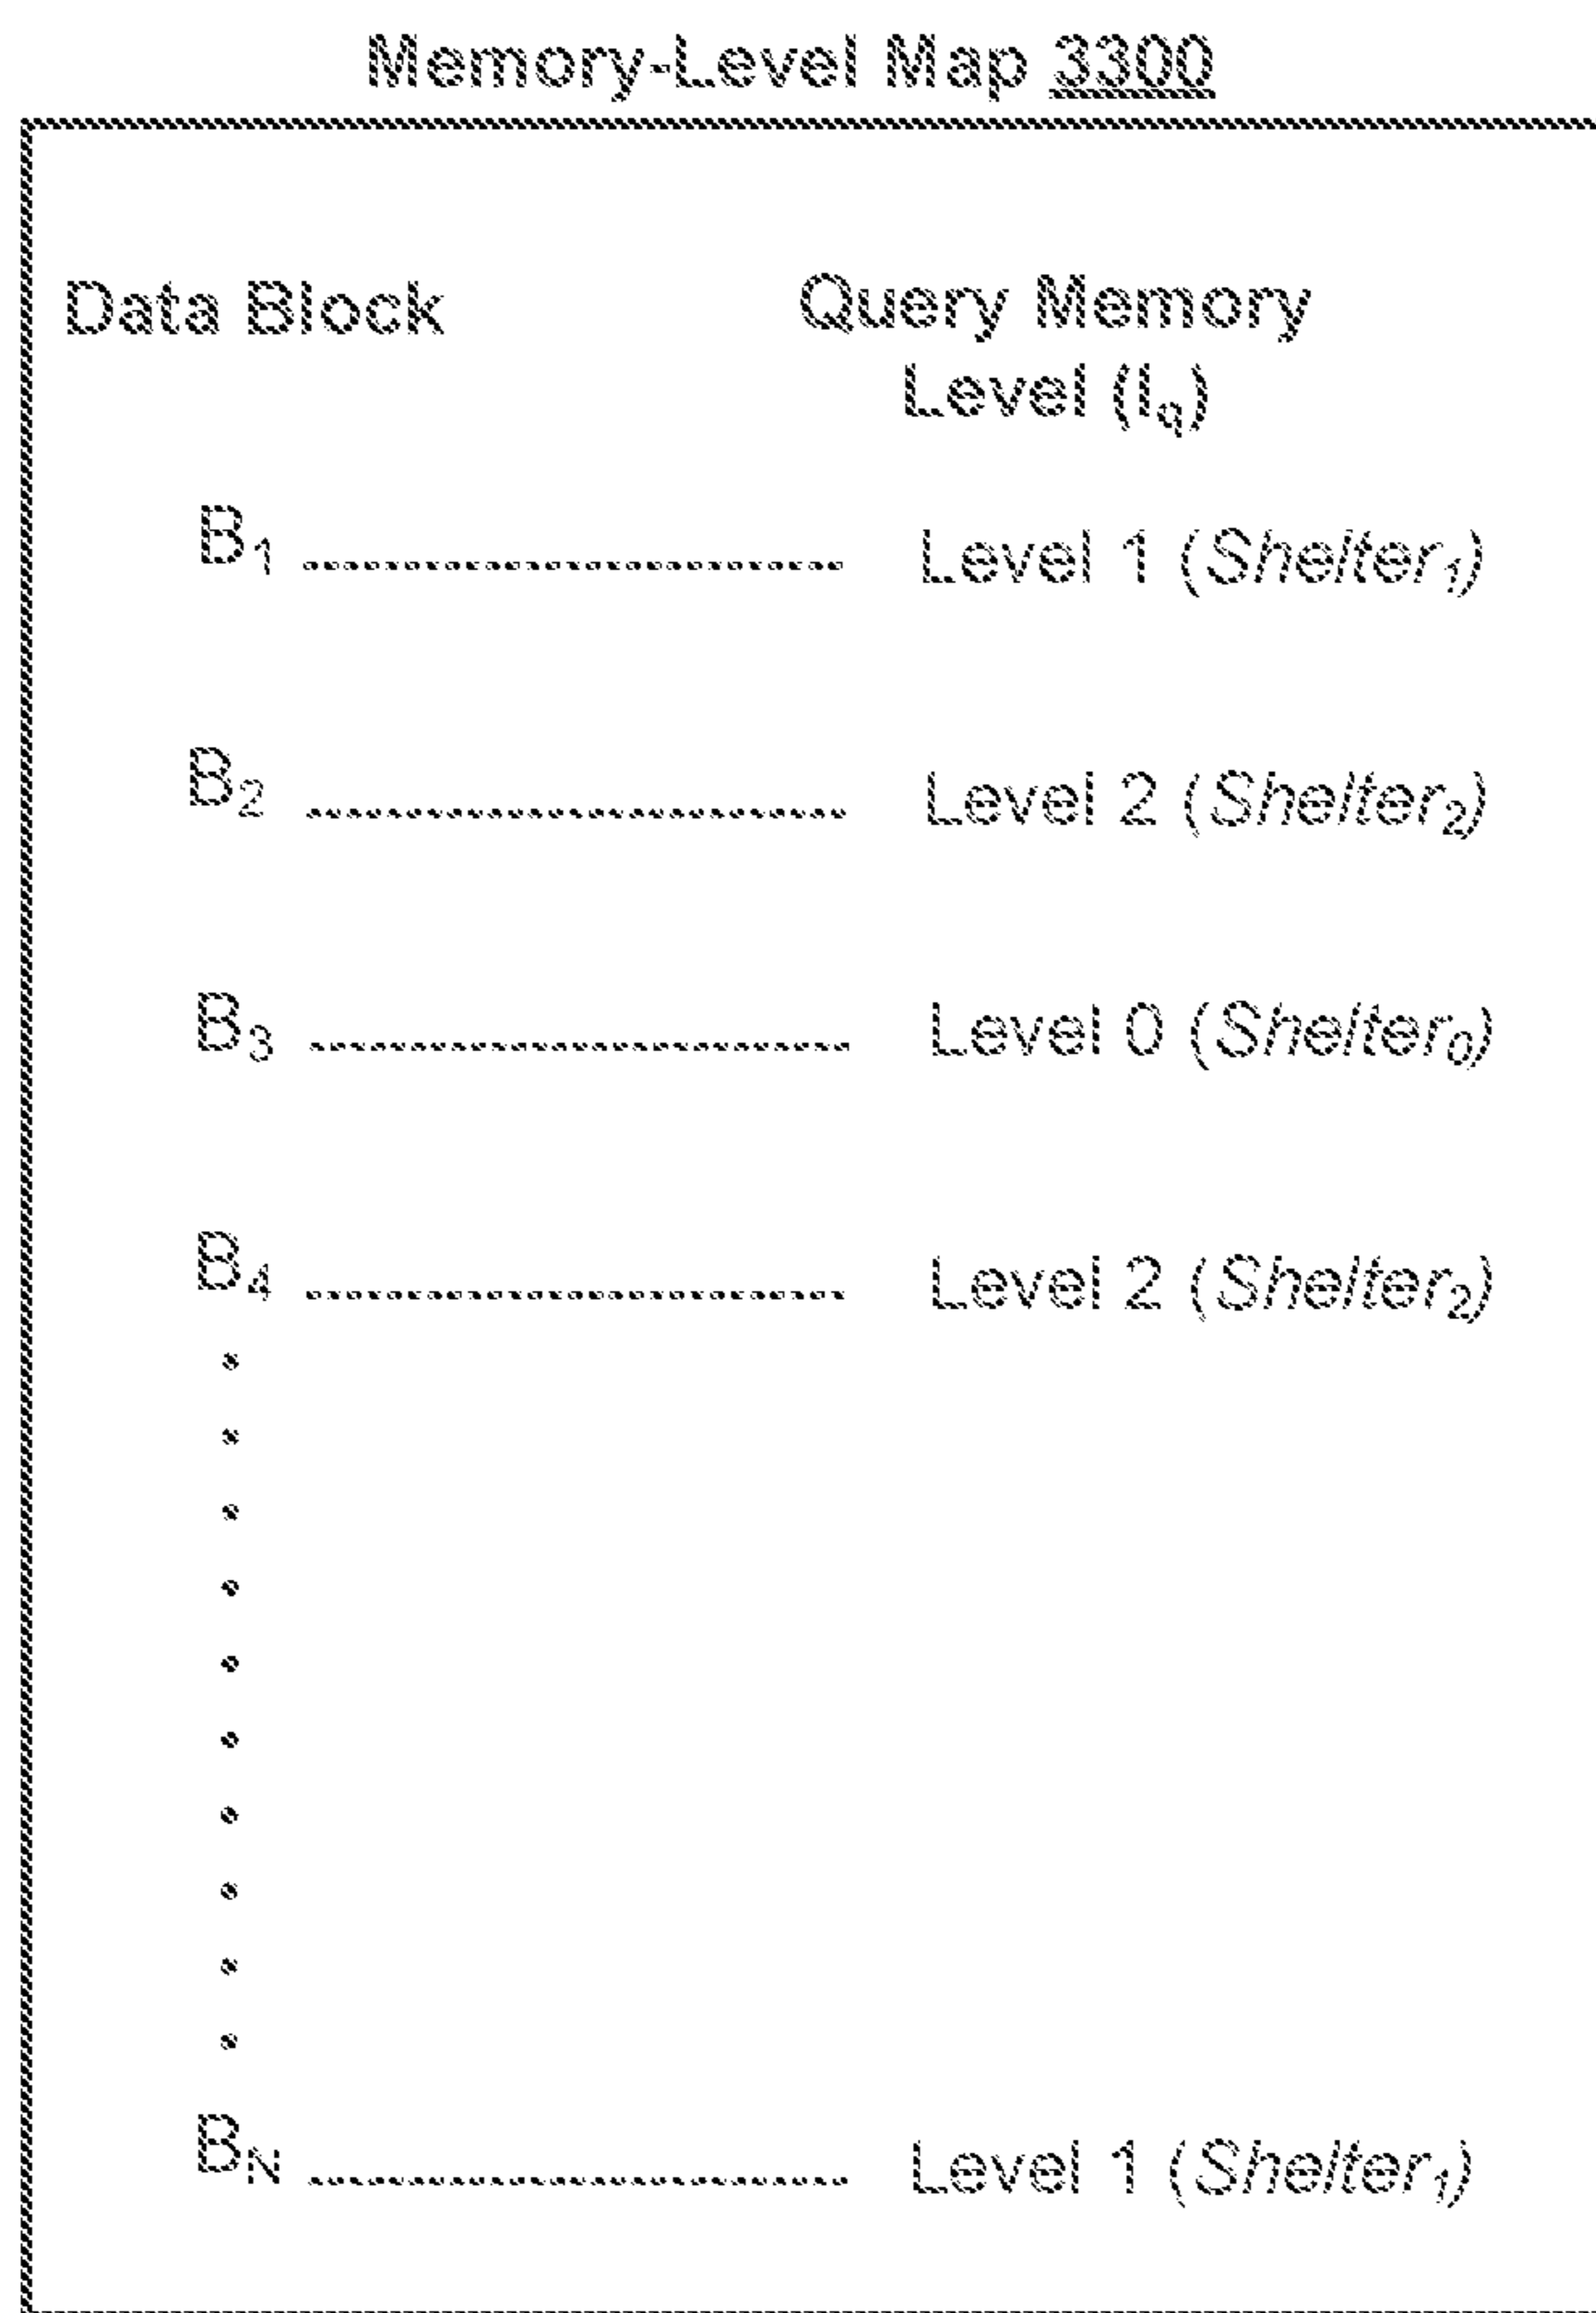 Memory-Level Map 3300
Data Block Query Memory
Level (lq)
B1 Level 1 (Shelter1)
B2 Level 2 (Shelter2)
B3 Level 0 (Shelter0)
B4 Level 2 (Shelter2)
BN Level 1 (Shelter1)